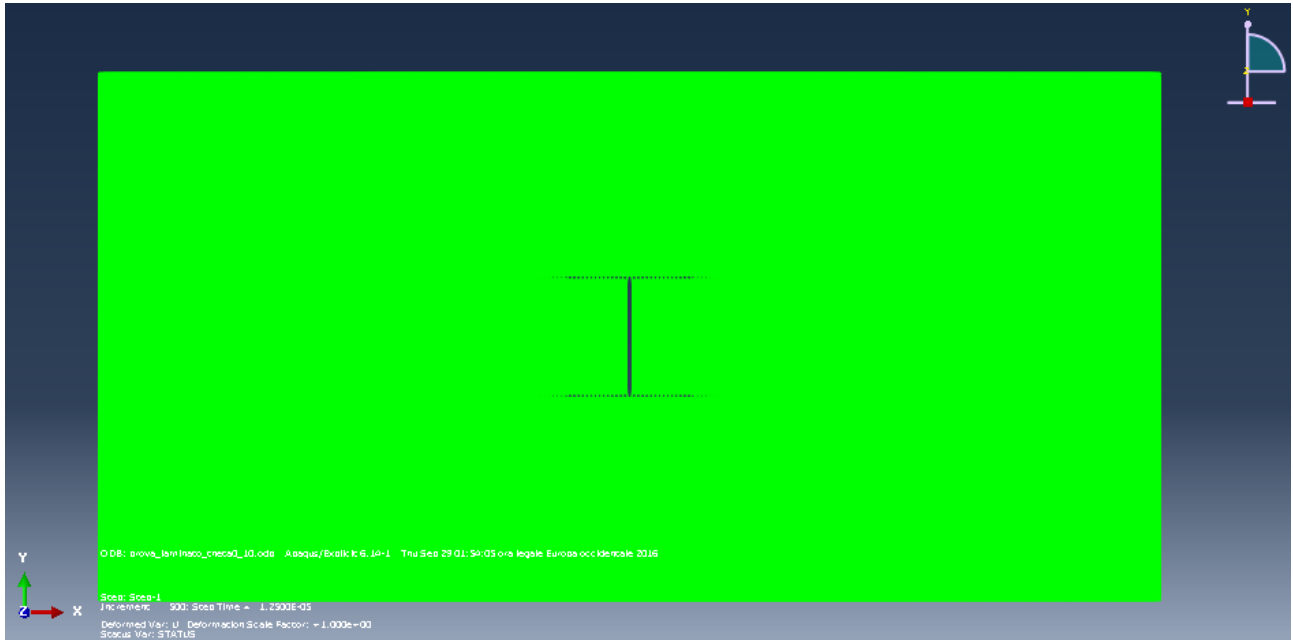 Y
Z
ODB: prova_laminato_cricca0_10.odb Abaqus/Explicit 6.14-1 Thu Sep 29 01:54:03 ora legale Europa occidentale 2016
Y
Z X
Step: Step-1
Increment 500: Step Time = 1.2500E-05
Deformed Var: U Deformation Scale Factor: +1.000e+00
Status Var: STATUS